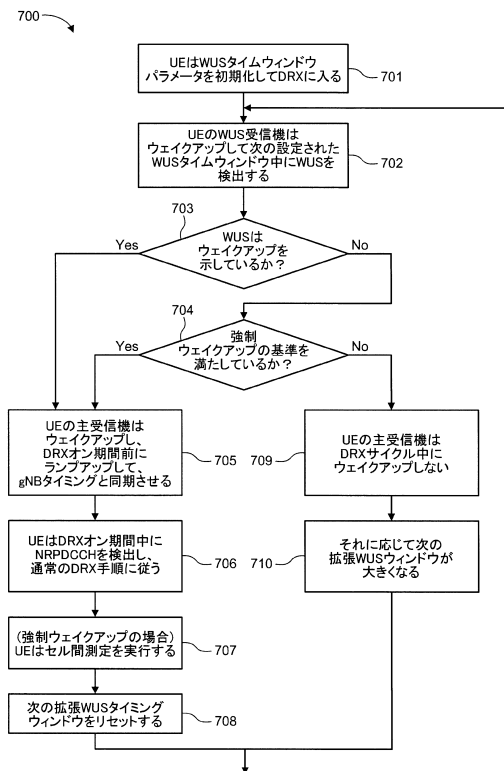 700
UEはWUSタイムウィンドウ
パラメータを初期化してDRXに入る
701
UEのWUS受信機は
ウェイクアップして次の設定された
WUSタイムウィンドウ中にWUSを
検出する
702
703
Yes
WUSは
ウェイクアップを
示しているか？
No
704
Yes
強制
ウェイクアップの基準を
満たしているか？
No
UEの主受信機は
ウェイクアップし、
DRXオン期間前に
ランプアップして、
gNBタイミングと同期させる
705
UEの主受信機は
DRXサイクル中に
ウェイクアップしない
709
UEはDRXオン期間中に
NRPDCCHを検出し、
通常のDRX手順に従う
706
それに応じて次の
拡張WUSウィンドウが
大きくなる
710
(強制ウェイクアップの場合)
UEはセル間測定を実行する
707
次の拡張WUSタイミング
ウィンドウをリセットする
708